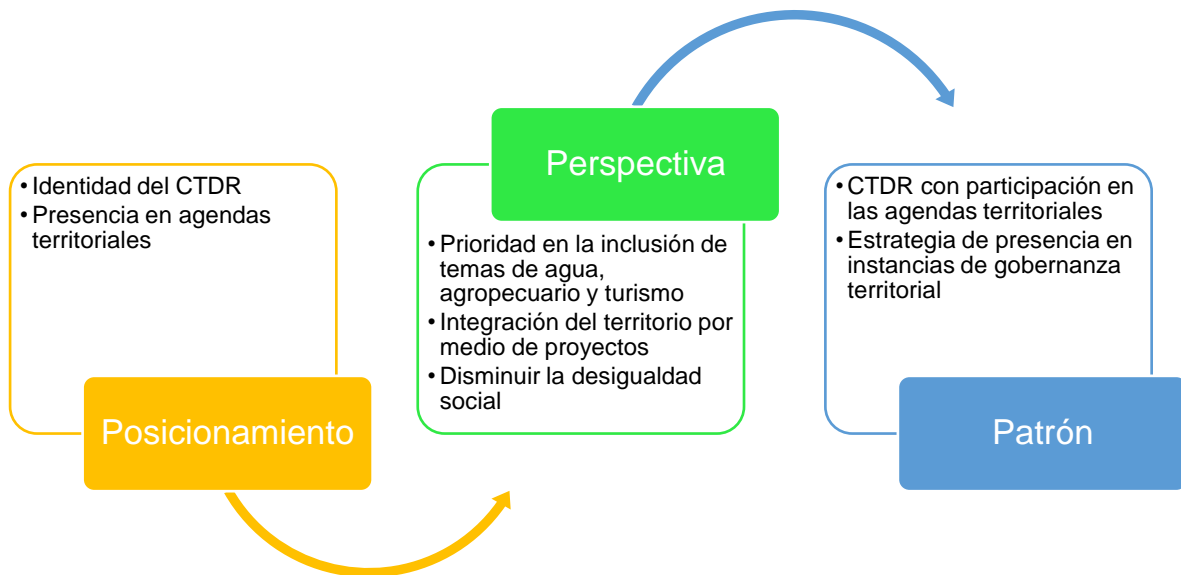 • Identidad del CTDR
• Presencia en agendas
territoriales
Posicionamiento
Perspectiva
• Prioridad en la inclusión de
temas de agua,
agropecuario y turismo
• Integración del territorio por
medio de proyectos
• Disminuir la desigualdad
social
• CTDR con participación en
las agendas territoriales
• Estrategia de presencia en
instancias de gobernanza
territorial
Patrón